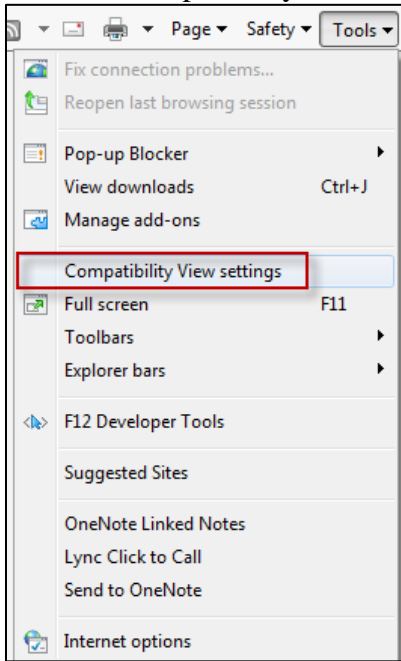 Page Safety Tools
Fix connection problems...
Reopen last browsing session
Pop-up Blocker
View downloads Ctrl+J
Manage add-ons
Compatibility View settings
Full screen F11
Toolbars
Explorer bars
F12 Developer Tools
Suggested Sites
OneNote Linked Notes
Lync Click to Call
Send to OneNote
Internet options